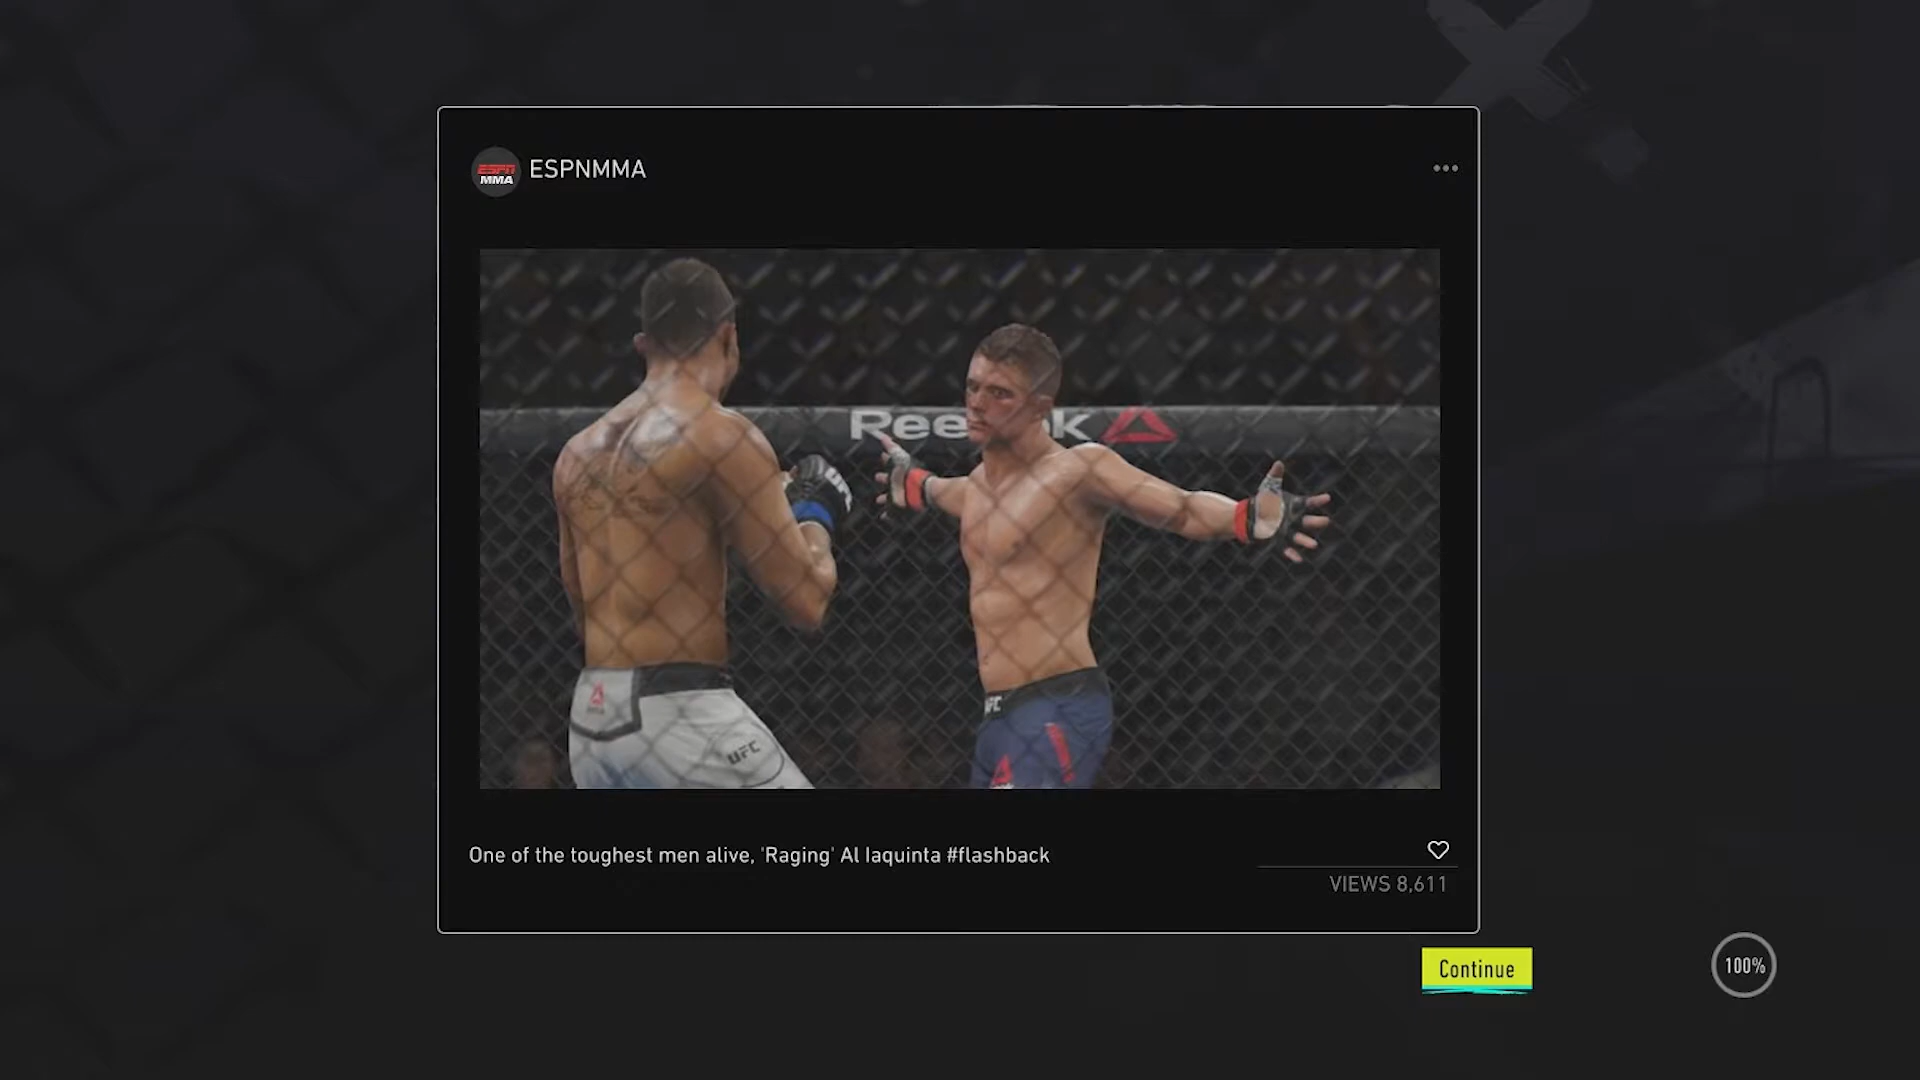 ESPN
MMA
ESPNMMA
Ree k
UFC
UFC
UFC
One of the toughest men alive, 'Raging' Al Iaquinta #flashback
VIEWS 8,611
Continue
100%